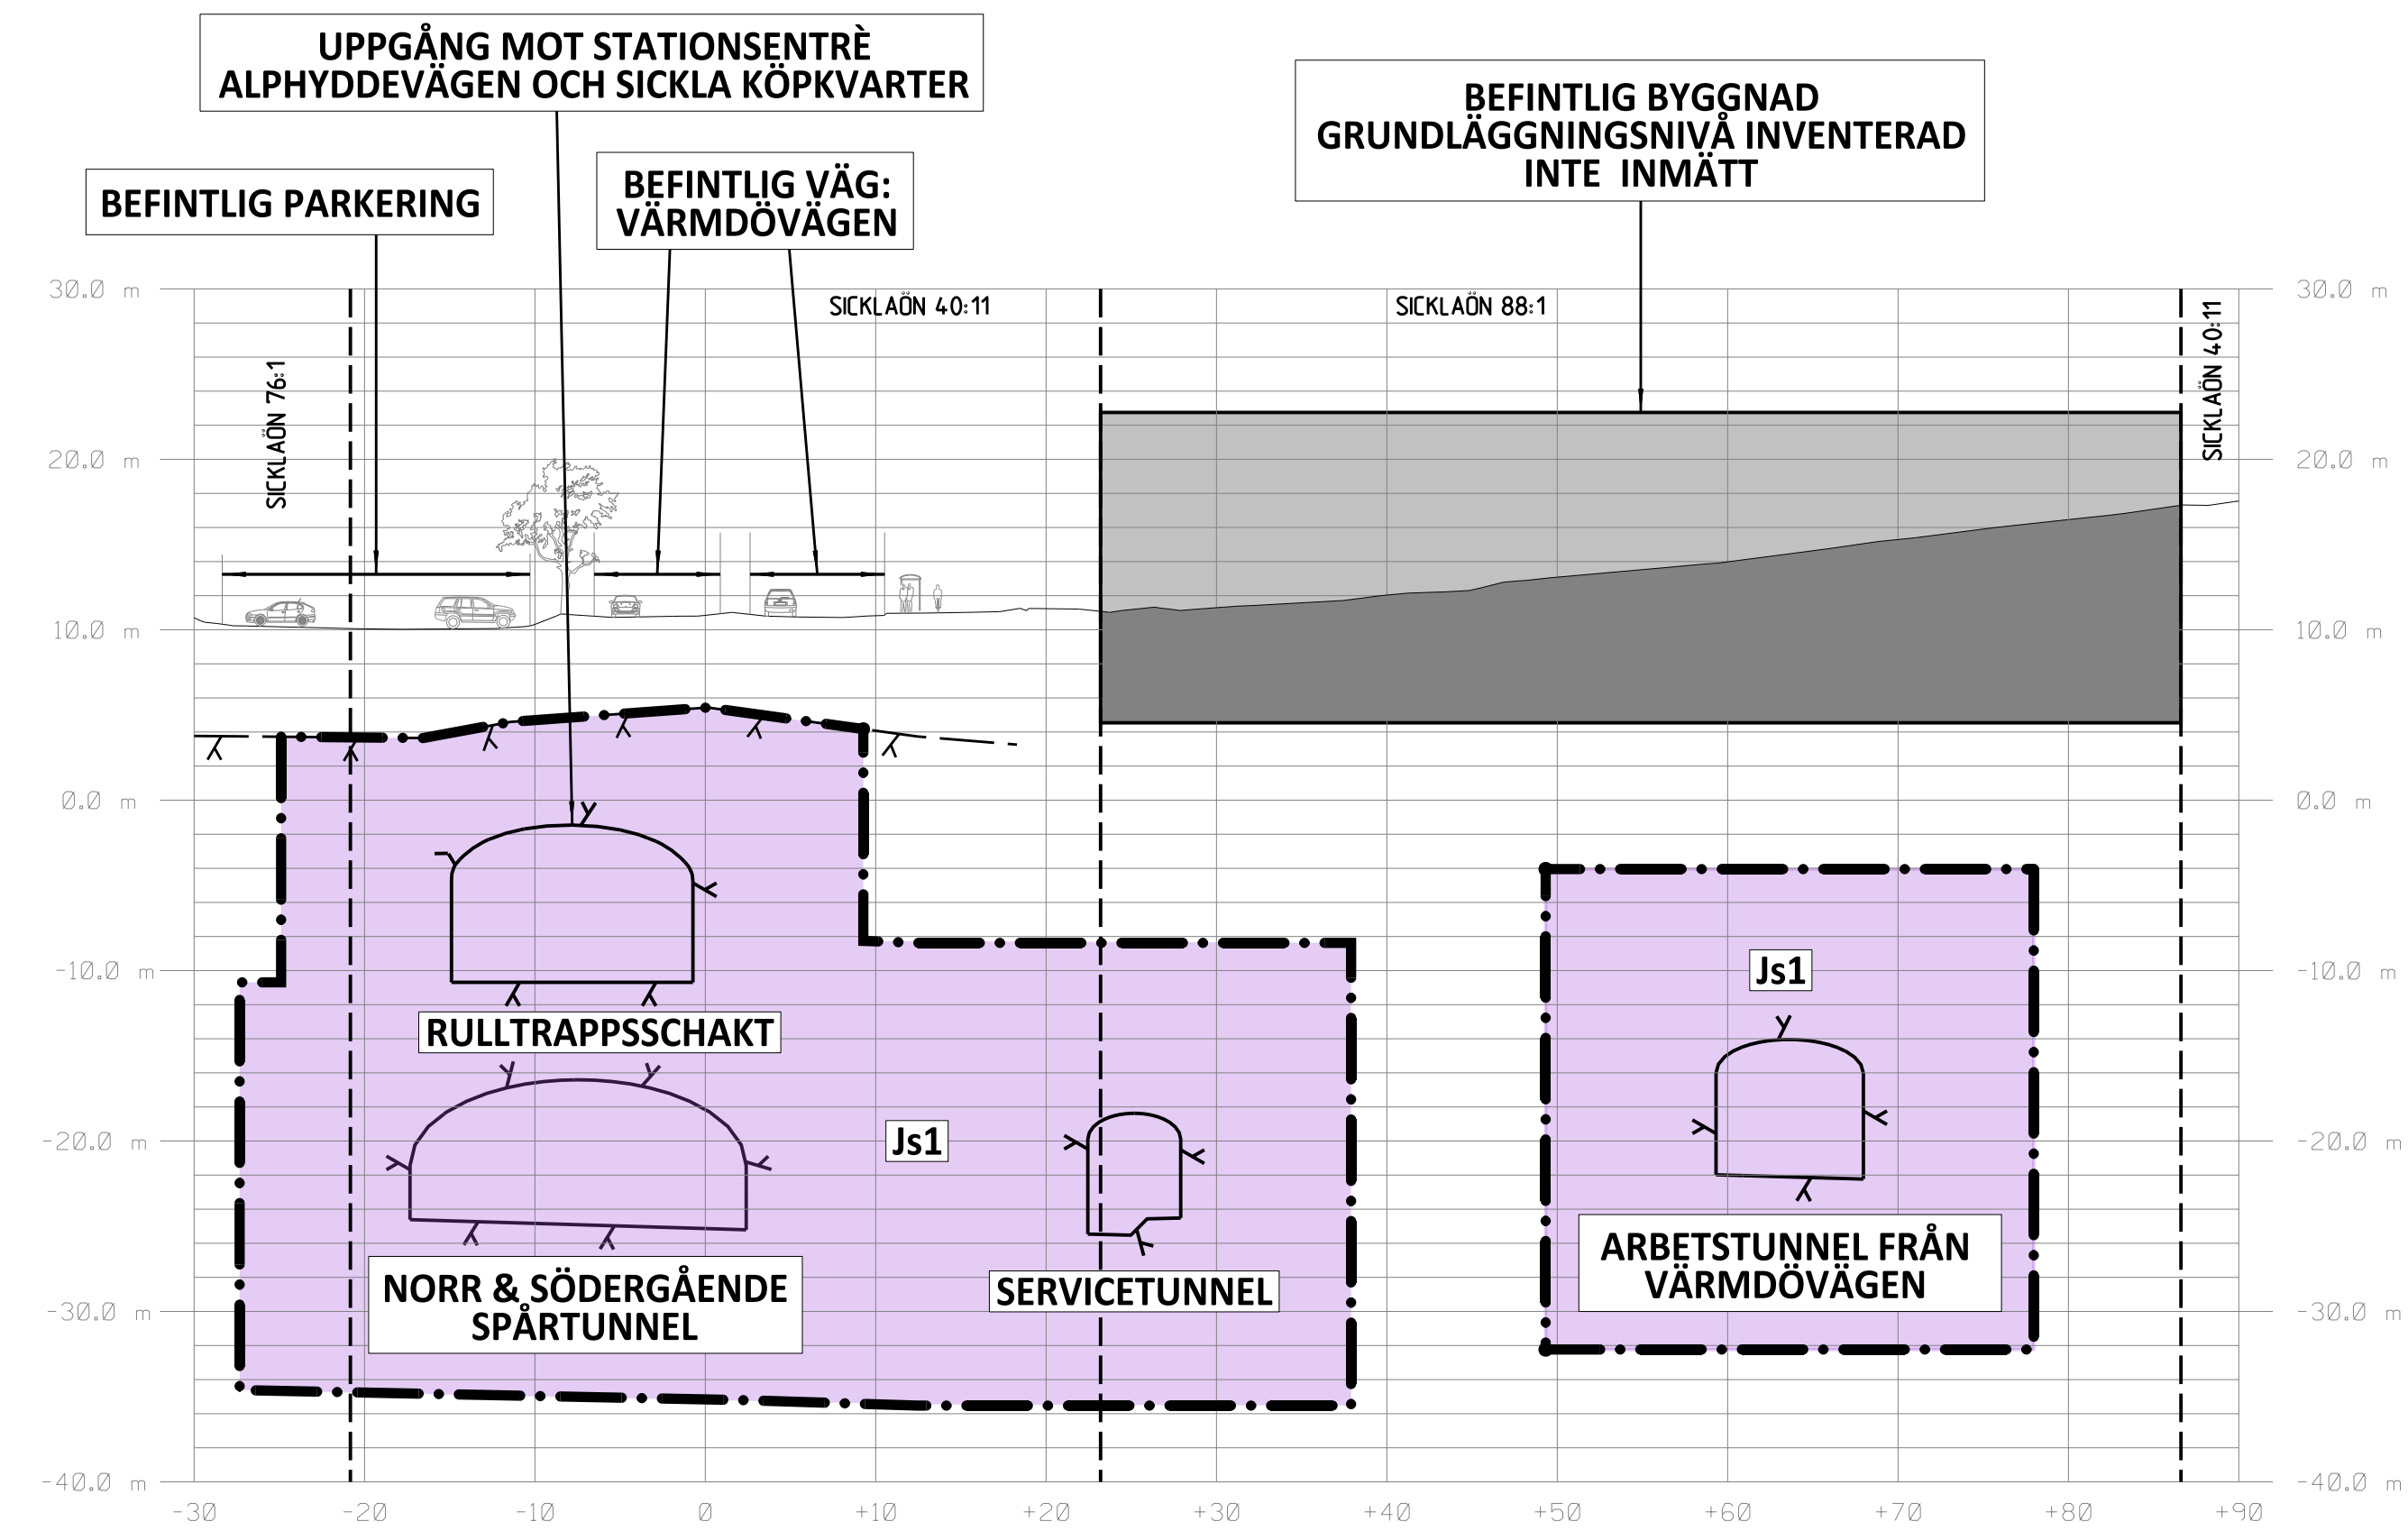 UPPGÅNG MOT STATIONSENTRÈ
ALPHYDDEVÄGEN OCH SICKLA KÖPKVARTER
BEFINTLIG BYGGNAD
GRUNDLÄGGNINGSNIVÅ INVENTERAD
INTE INMÄTT
BEFINTLIG PARKERING
BEFINTLIG VÄG:
VÄRMDÖVÄGEN
30.0 m
SICKLAÖN 40:11
SICKLAÖN 88:1
30.0 m
SICKLAÖN 76:1
SICKLAÖN 40:11
20.0 m
20.0 m
10.0 m
10.0 m
0.0 m
0.0 m
-10.0 m
Js1
-10.0 m
RULLTRAPPSSCHAKT
-20.0 m
Js1
-20.0 m
NORR & SÖDERGÅENDE
SPÅRTUNNEL
SERVICETUNNEL
ARBETSTUNNEL FRÅN
VÄRMDÖVÄGEN
-30.0 m
-30.0 m
-40.0 m
-40.0 m
-30 -20 -10 0 +10 +20 +30 +40 +50 +60 +70 +80 +90